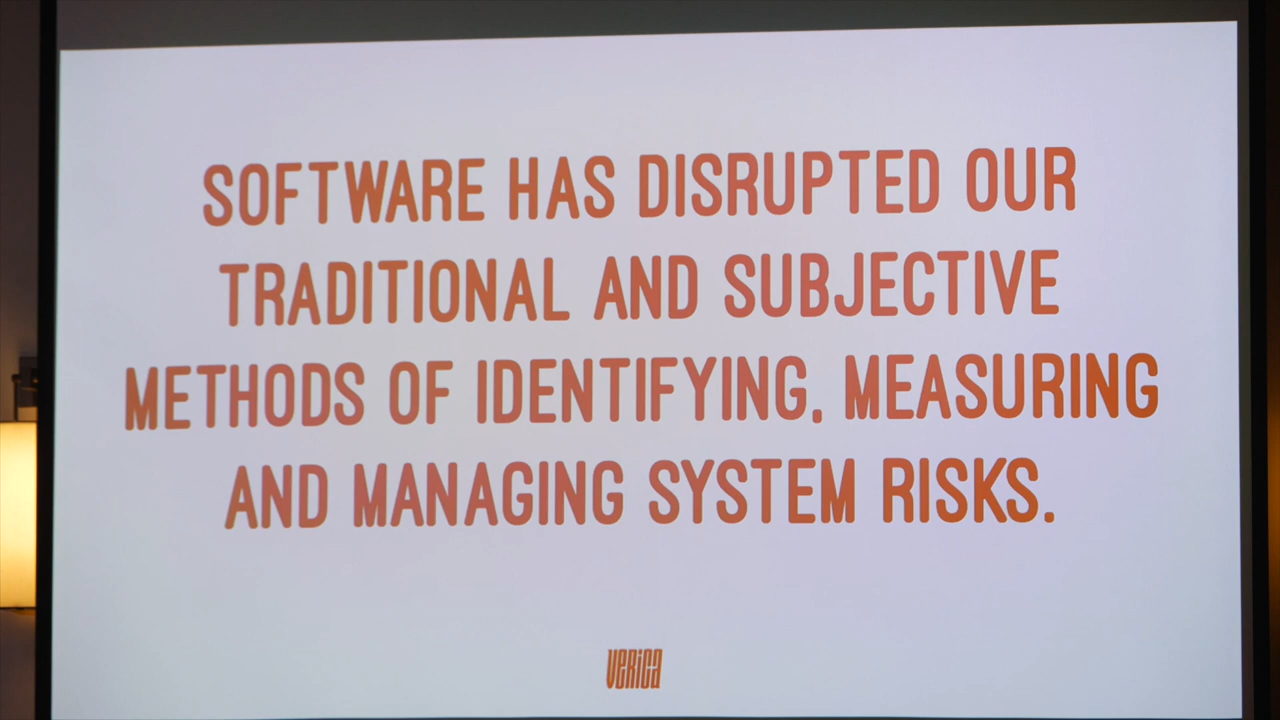 SOFTWARE HAS DISRUPTED OUR
TRADITIONAL AND SUBJECTIVE
METHODS OF IDENTIFYING, MEASURING
AND MANAGING SYSTEM RISKS.
VERICA